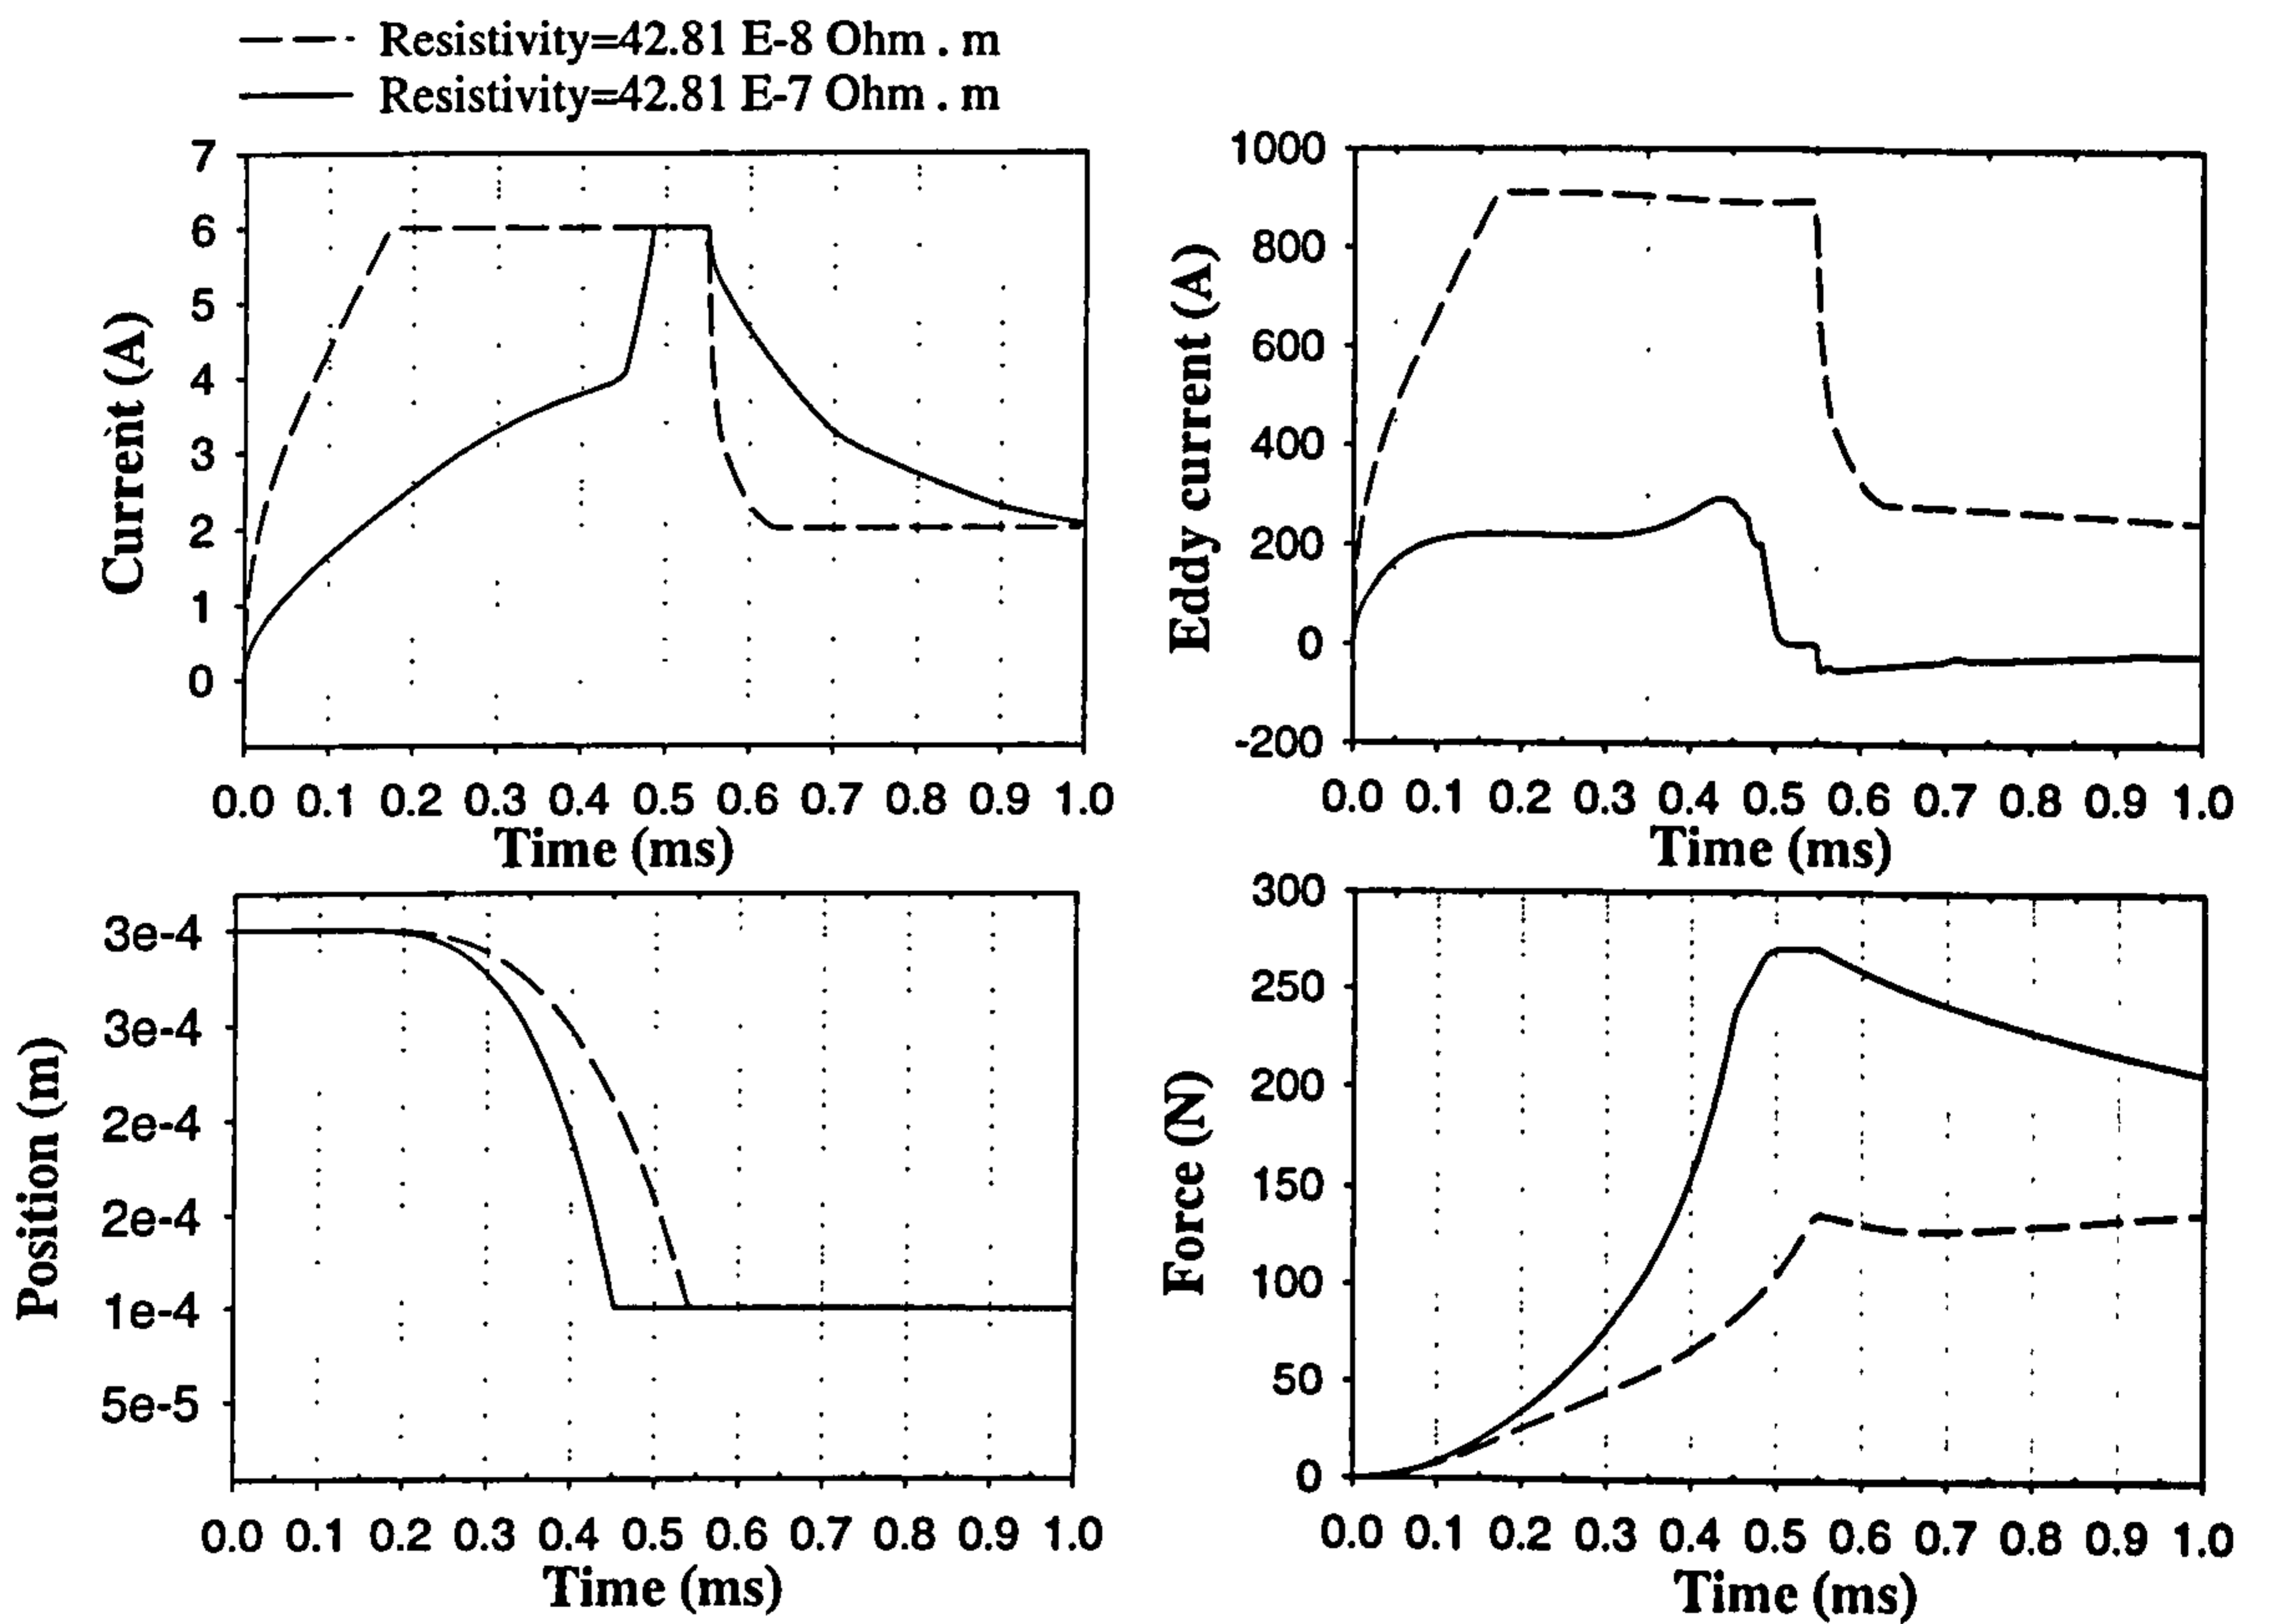 Resistivity=42.81 E-8 Ohm . m
Resistivity=42.81 E-7 Ohm . m
7
6
5
4
3
2
1
0
Current (A)
0.0 0.1 0.2 0.3 0.4 0.5 0.6 0.7 0.8 0.9 1.0
Time (ms)
1000
800
600
400
200
0
-200
Eddy current (A)
0.0 0.1 0.2 0.3 0.4 0.5 0.6 0.7 0.8 0.9 1.0
Time (ms)
3e-4
3e-4
2e-4
2e-4
1e-4
5e-5
Position (m)
0.0 0.1 0.2 0.3 0.4 0.5 0.6 0.7 0.8 0.9 1.0
Time (ms)
300
250
200
150
100
50
0
Force (N)
0.0 0.1 0.2 0.3 0.4 0.5 0.6 0.7 0.8 0.9 1.0
Time (ms)